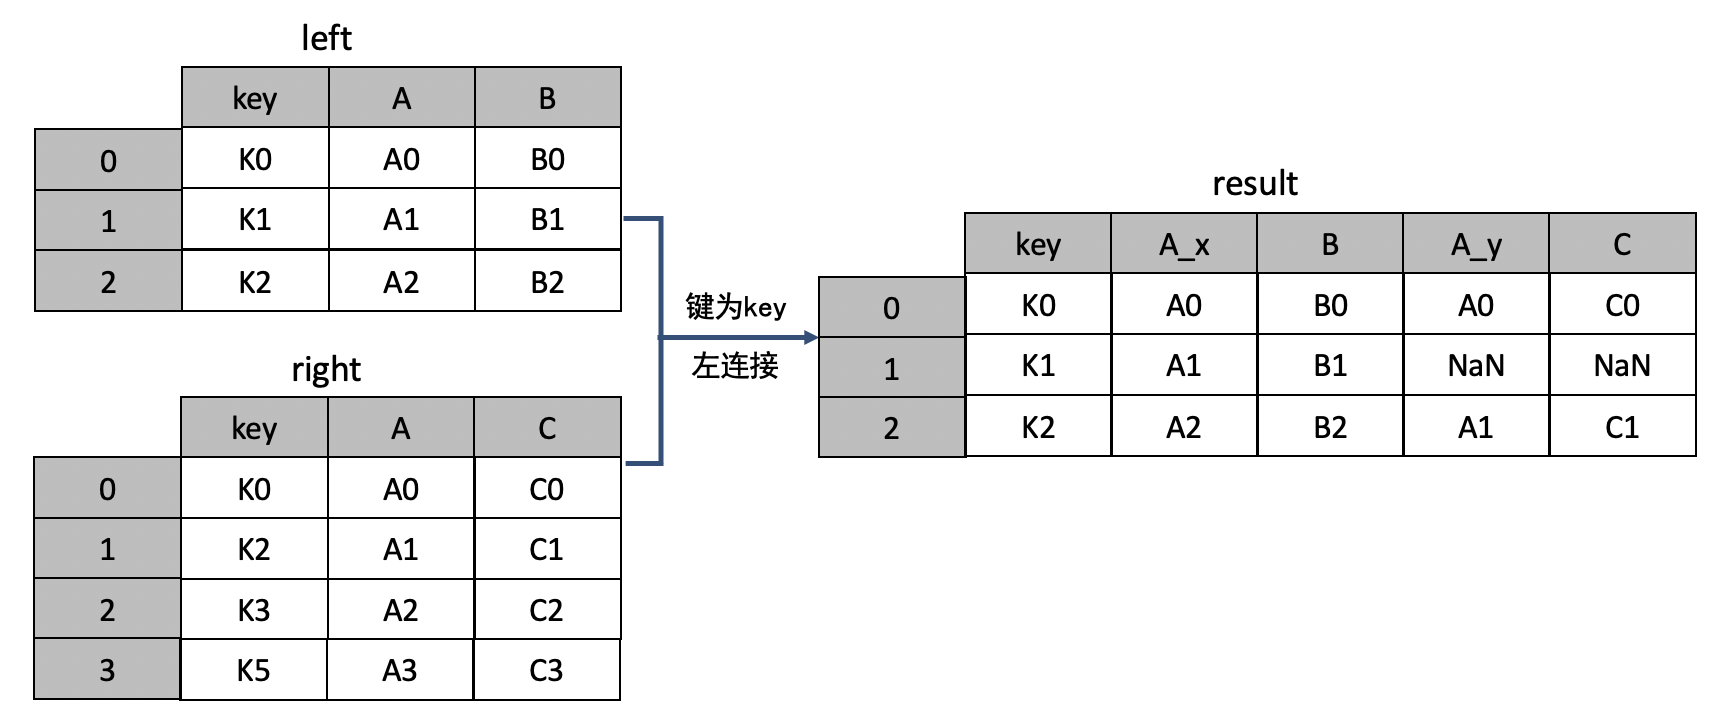 left
key A B
0 K0 A0 B0
1 K1 A1 B1
2 K2 A2 B2
right
key A C
0 K0 A0 C0
1 K2 A1 C1
2 K3 A2 C2
3 K5 A3 C3
键为key
左连接
result
key A_x B A_y C
0 K0 A0 B0 A0 C0
1 K1 A1 B1 NaN NaN
2 K2 A2 B2 A1 C1